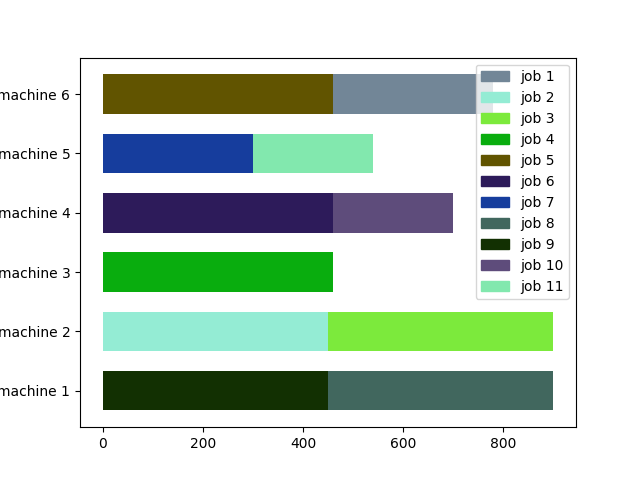 machine 6
machine 5
machine 4
machine 3
machine 2
machine 1
0 200 400 600 800
job 1
job 2
job 3
job 4
job 5
job 6
job 7
job 8
job 9
job 10
job 11